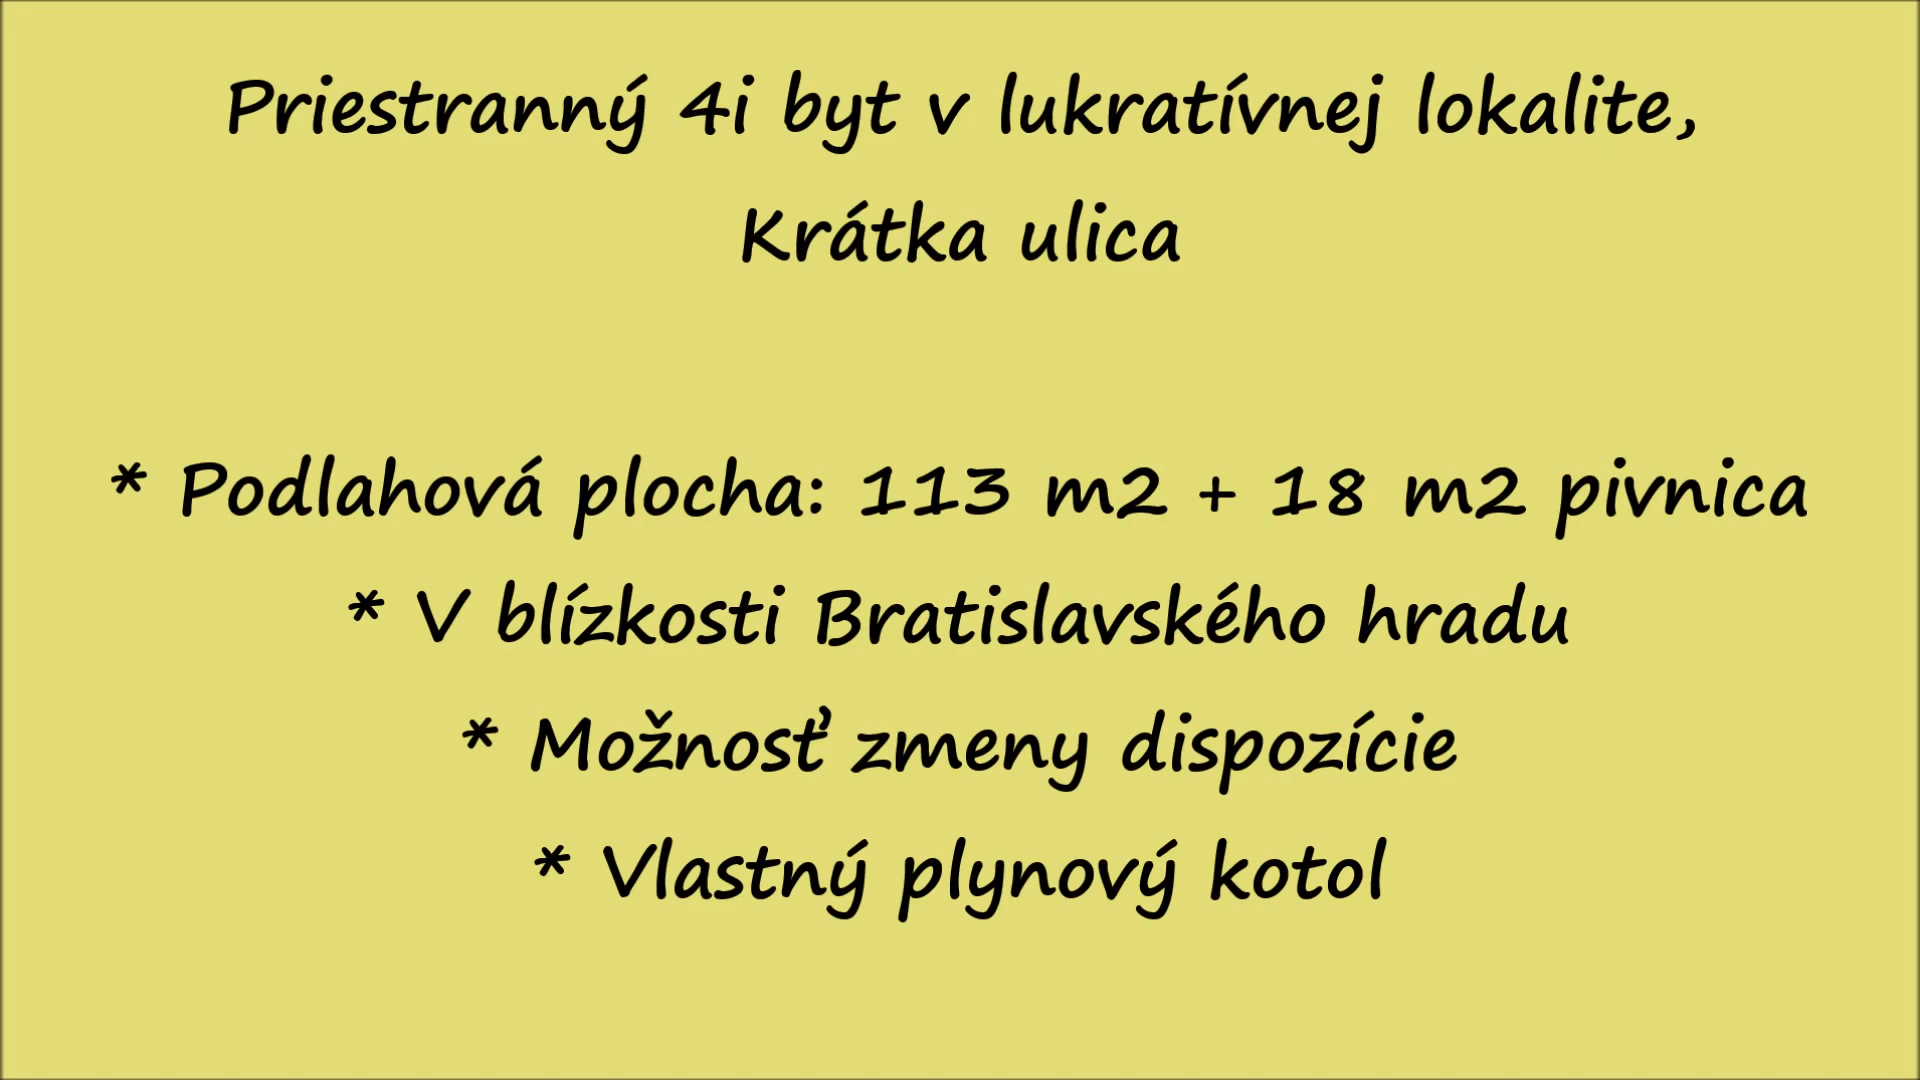 Priestranný 4i byt v lukratívnej lokalite,
Krátka ulica
* Podlahová plocha: 113 m2 + 18 m2 pivnica
* V blízkosti Bratislavského hradu
* Možnosť zmeny dispozície
* Vlastný plynový kotol